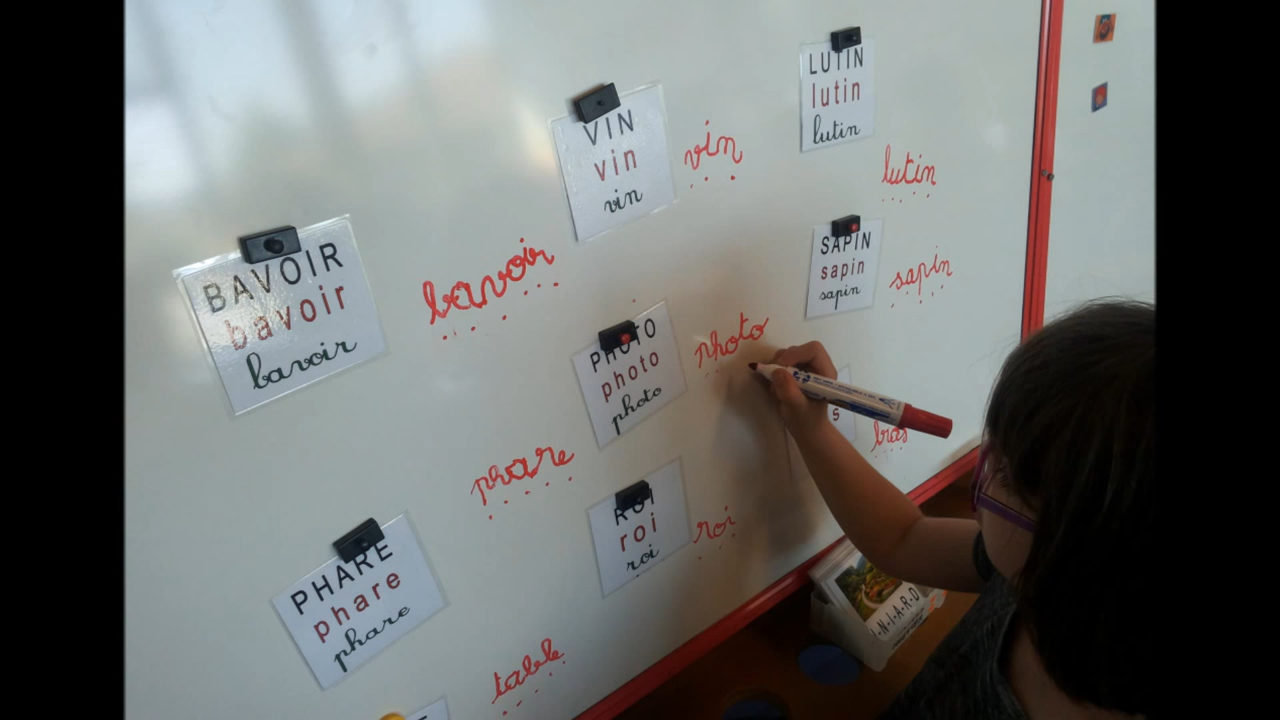 BAVOIR
bavoir
bavoir
bavoir
VIN
vin
vin
vin
LUTIN
lutin
lutin
lutin
SAPIN
sapin
sapin
sapin
PHOTO
photo
photo
photo
bras
ROI
roi
roi
roi
PHARE
phare
phare
phare
table
I-N-I-A-R-D